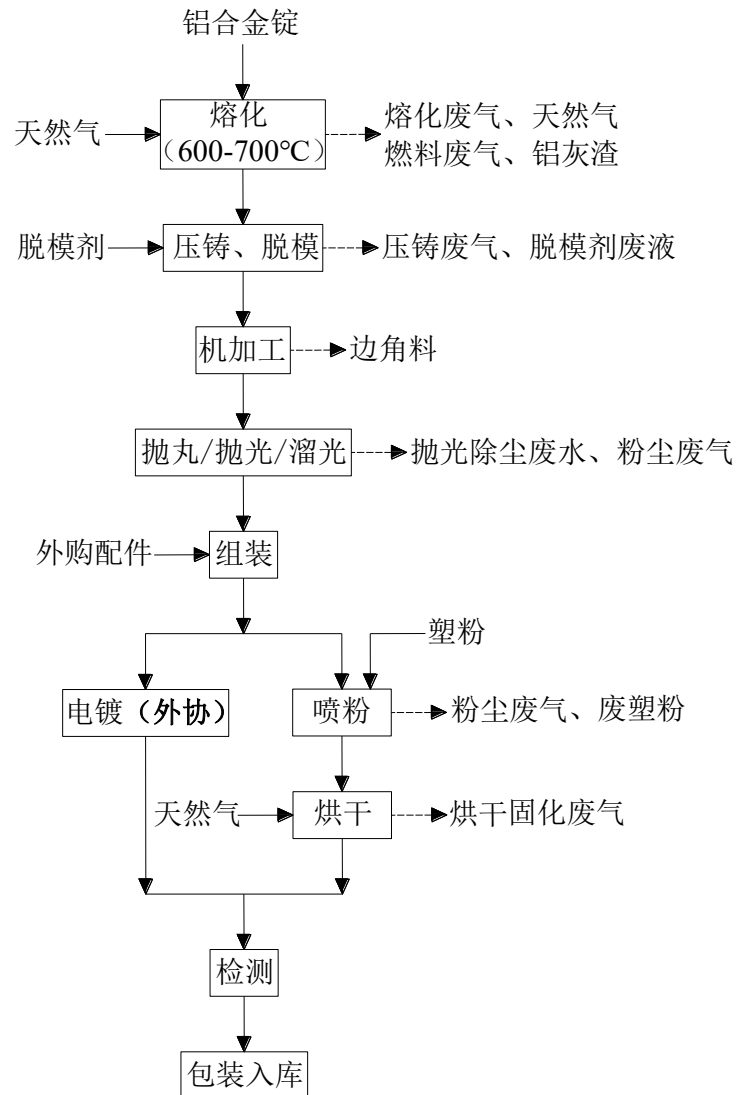 铝合金锭
天然气
熔化
（600-700℃）
熔化废气、天然气
燃料废气、铝灰渣
脱模剂
压铸、脱模
压铸废气、脱模剂废液
机加工
边角料
抛丸/抛光/溜光
抛光除尘废水、粉尘废气
外购配件
组装
塑粉
电镀（外协）
喷粉
粉尘废气、废塑粉
天然气
烘干
烘干固化废气
检测
包装入库